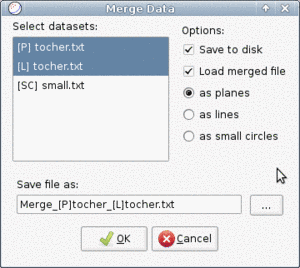 Merge Data
Select datasets:
[P] tocher.txt
[L] tocher.txt
[SC] small.txt
Options:
Save to disk
Load merged file
as planes
as lines
as small circles
Save file as:
Merge_[P]tocher_[L]tocher.txt
...
OK
Cancel